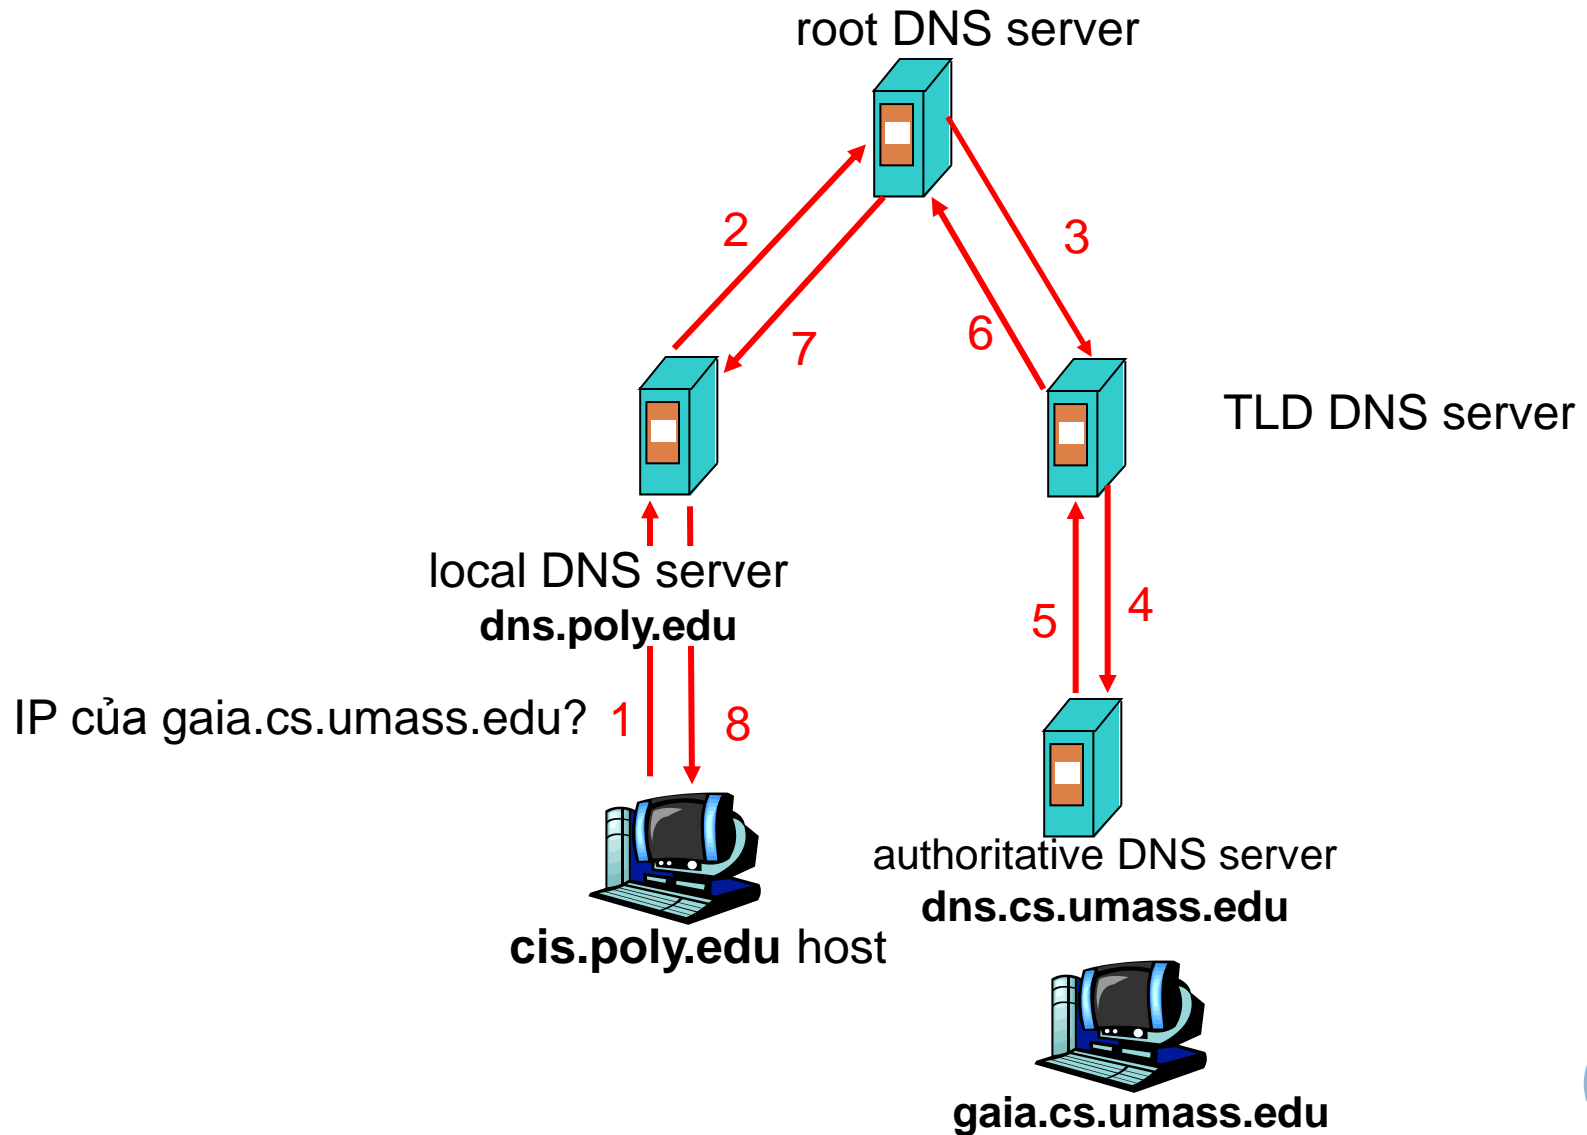 root DNS server
2
3
7
6
TLD DNS server
local DNS server
dns.poly.edu
5
4
IP của gaia.cs.umass.edu?
1
8
authoritative DNS server
dns.cs.umass.edu
cis.poly.edu host
gaia.cs.umass.edu